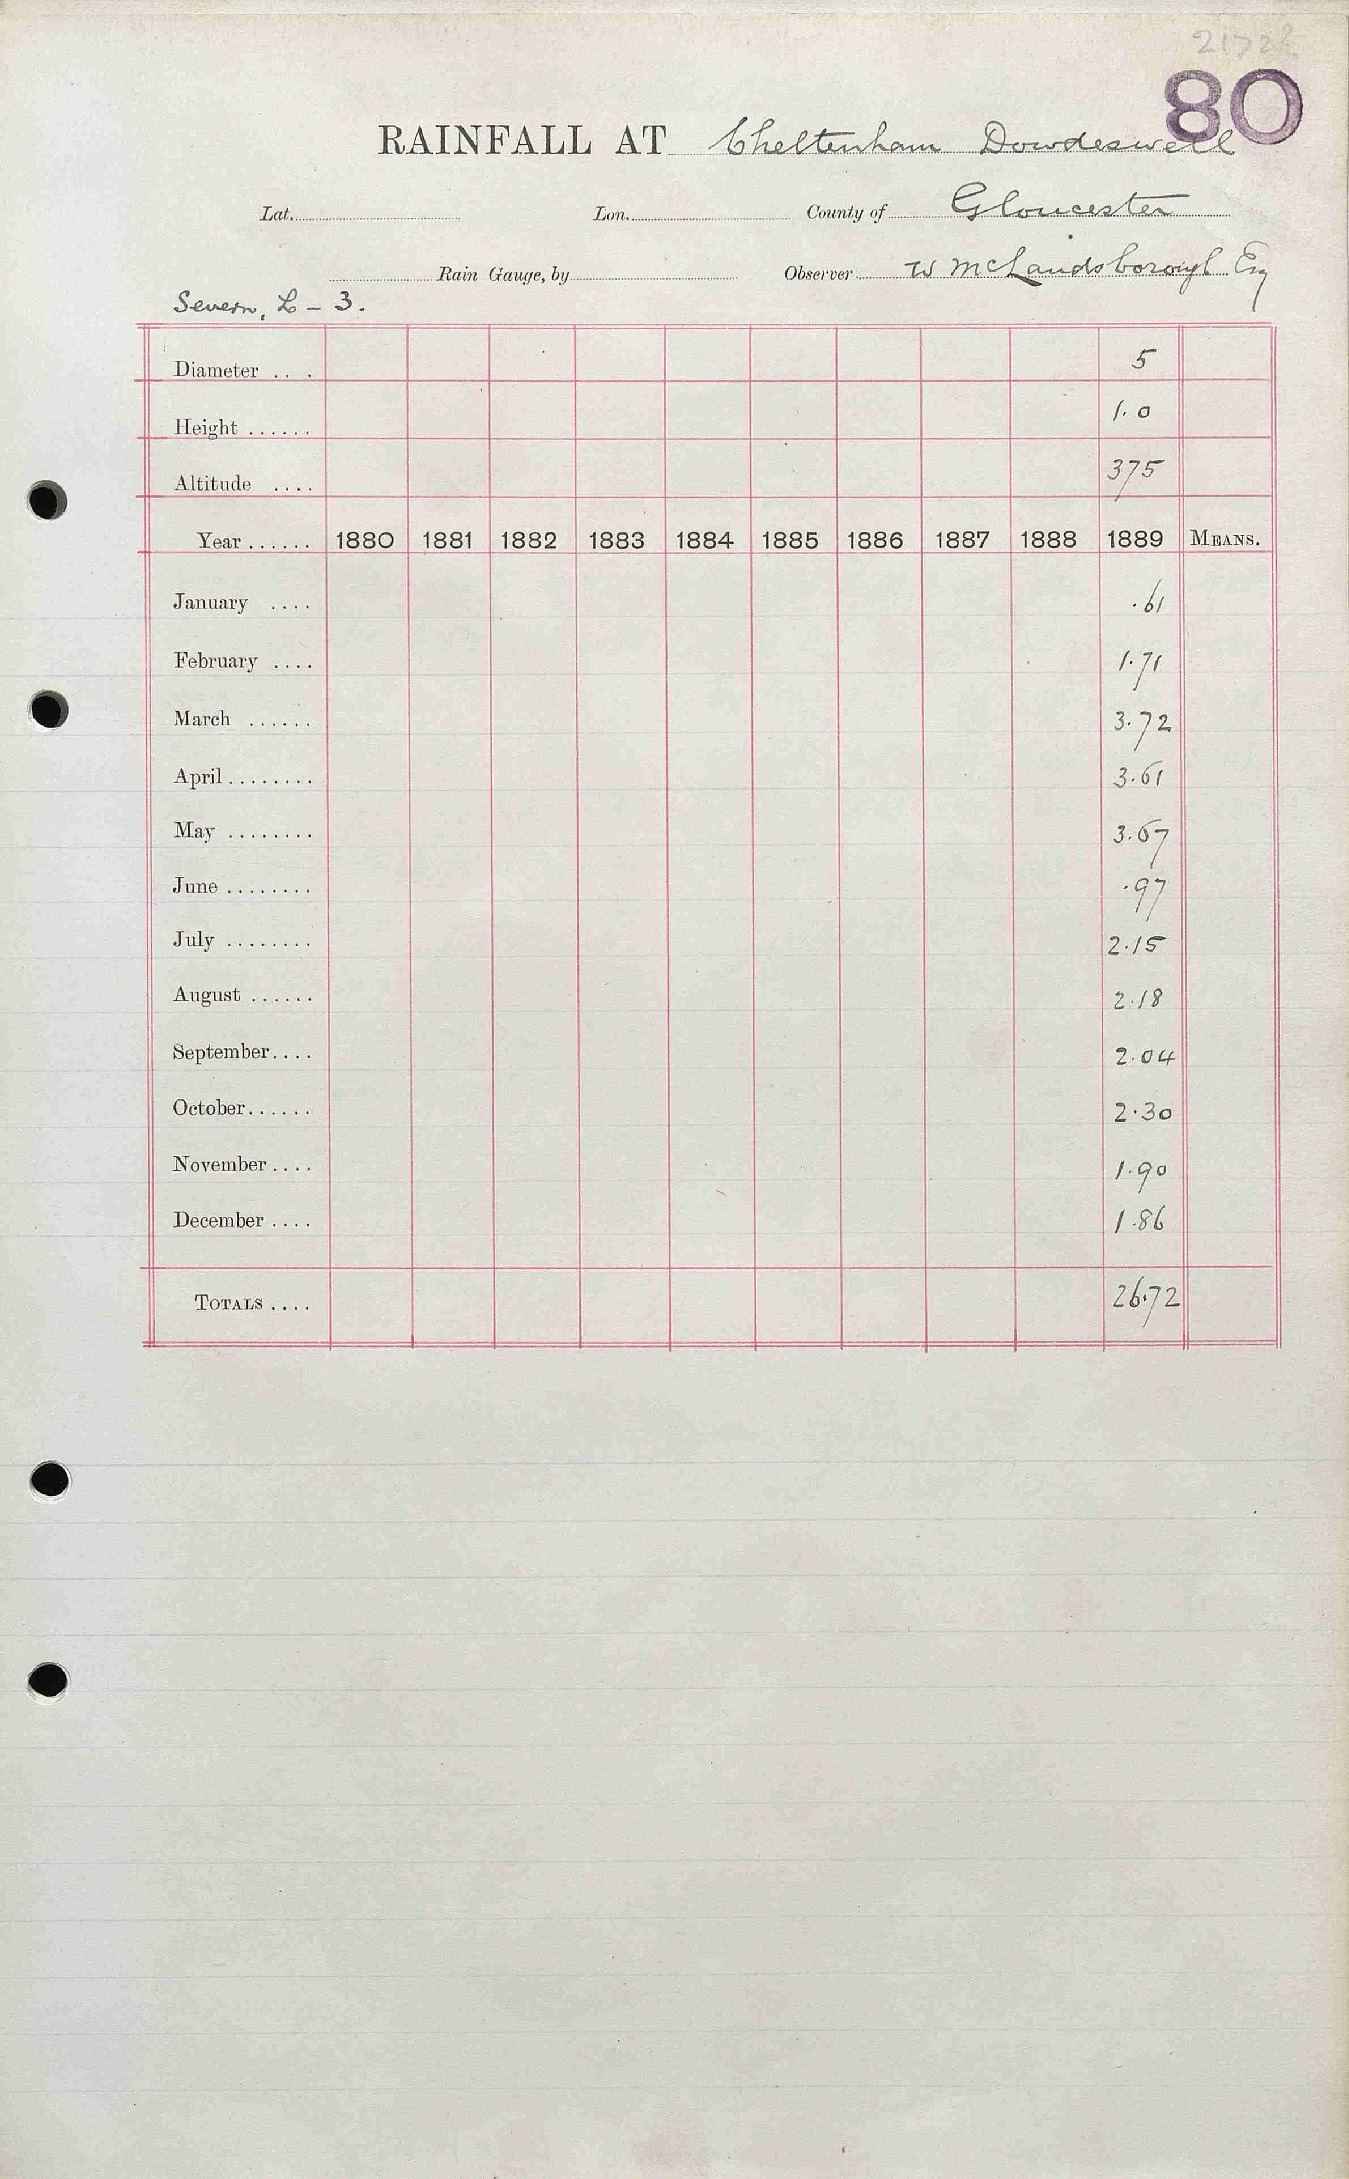 80
RAINFALL AT Cheltenham Dowdeswell
Lat. Lon. County of Gloucester
Rain Gauge, by Observer W McLandsborough Esq
Severn, L - 3.
Diameter . . . 5
Height . . . . . . 1.0
Altitude . . . . 375
Year . . . . . . 1880 1881 1882 1883 1884 1885 1886 1887 1888 1889 MEANS.
January . . . . .61
February . . . . 1.71
March . . . . . . 3.72
April . . . . . . . . 3.61
May . . . . . . . . 3.67
June . . . . . . . . .97
July . . . . . . . . 2.15
August . . . . . . 2.18
September . . . . 2.04
October . . . . . . 2.30
November . . . . 1.90
December . . . . 1.86
TOTALS . . . . 26.72